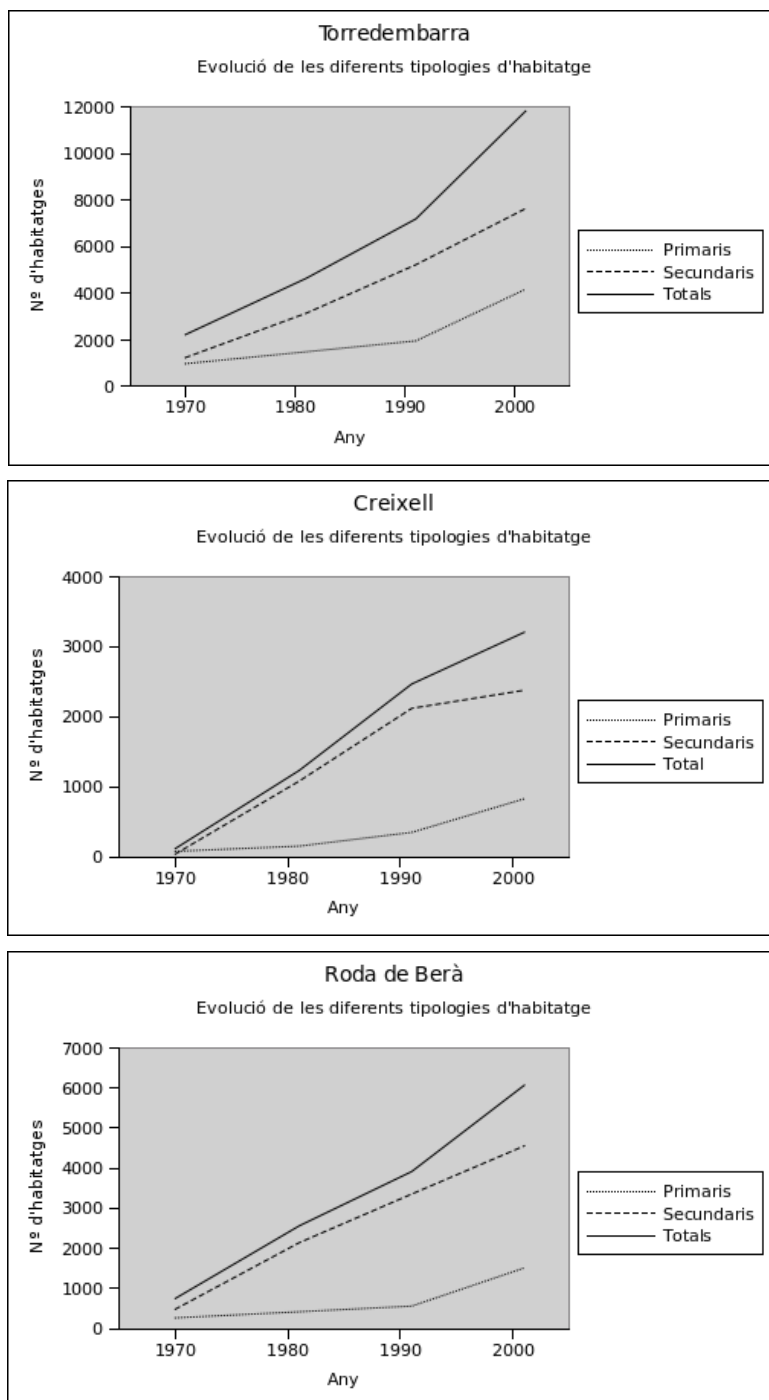 Torredembarra
Evolució de les diferents tipologies d'habitatge
12000
10000
8000
6000
4000
2000
0
Nº d'habitatges
1970 1980 1990 2000
Any
Primaris
Secundaris
Totals
Creixell
Evolució de les diferents tipologies d'habitatge
4000
3000
2000
1000
0
Nº d'habitatges
1970 1980 1990 2000
Any
Primaris
Secundaris
Total
Roda de Berà
Evolució de les diferents tipologies d'habitatge
7000
6000
5000
4000
3000
2000
1000
0
Nº d'habitatges
1970 1980 1990 2000
Any
Primaris
Secundaris
Totals